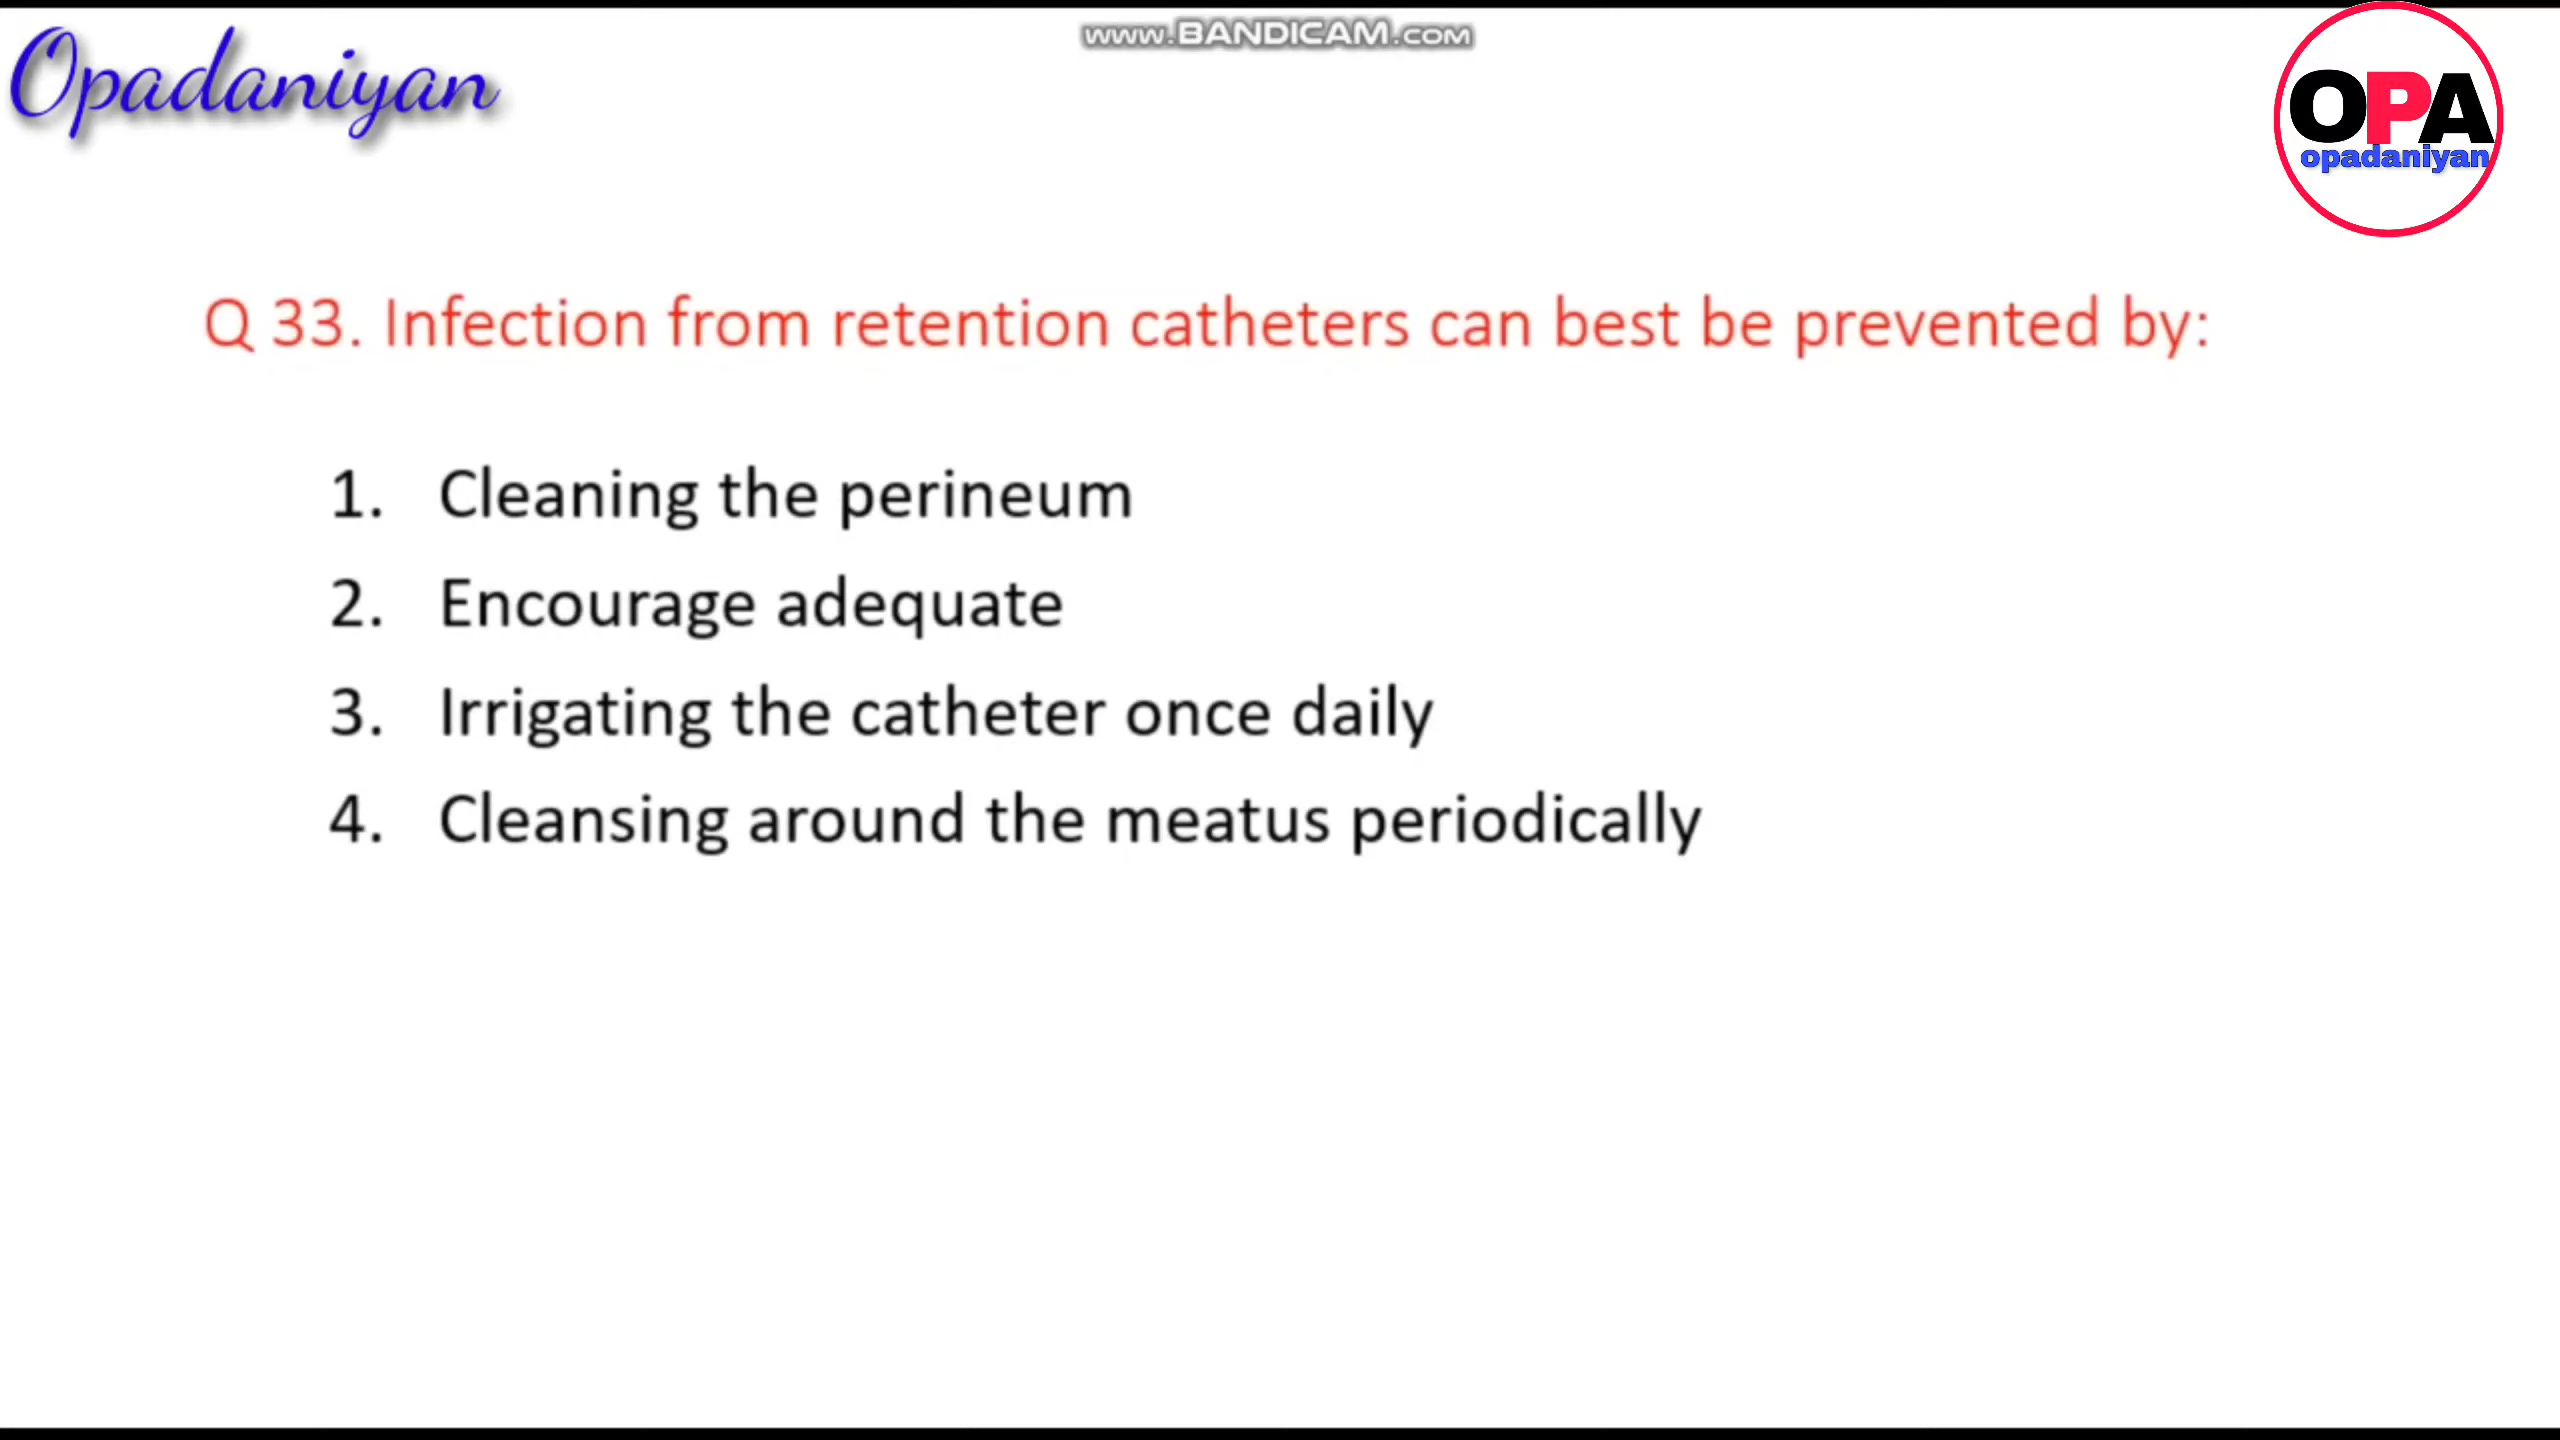 www.BANDICAM.com
Opadaniyan
OPA
opadaniyan
Q 33. Infection from retention catheters can best be prevented by:
1. Cleaning the perineum
2. Encourage adequate
3. Irrigating the catheter once daily
4. Cleansing around the meatus periodically